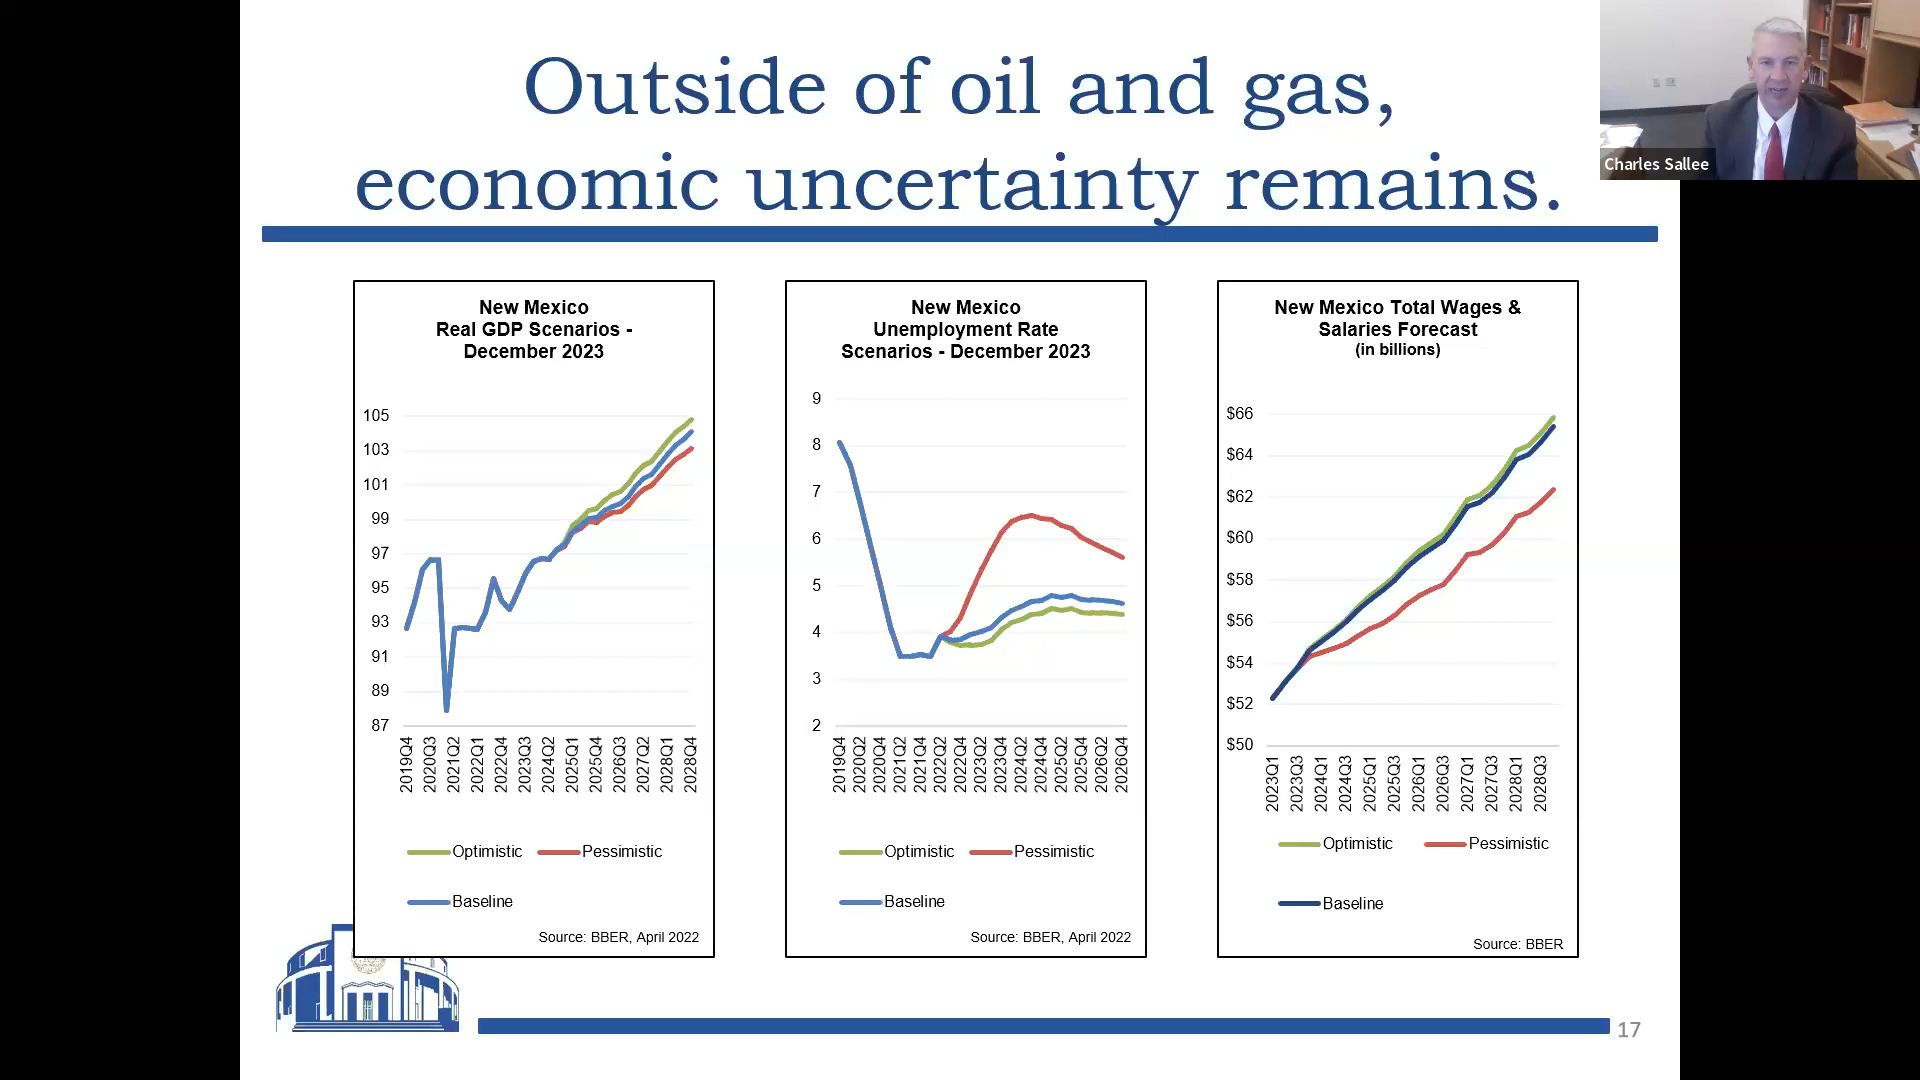 Outside of oil and gas,
economic uncertainty remains.
Charles Sallee
New Mexico
Real GDP Scenarios -
December 2023
105
103
101
99
97
95
93
91
89
87
2019Q4
2020Q3
2021Q2
2022Q1
2022Q4
2023Q3
2024Q2
2025Q1
2025Q4
2026Q3
2027Q2
2028Q1
2028Q4
Optimistic
Pessimistic
Baseline
Source: BBER, April 2022
New Mexico
Unemployment Rate
Scenarios - December 2023
9
8
7
6
5
4
3
2
2019Q4
2020Q2
2020Q4
2021Q2
2021Q4
2022Q2
2022Q4
2023Q2
2023Q4
2024Q2
2024Q4
2025Q2
2025Q4
2026Q2
2026Q4
Optimistic
Pessimistic
Baseline
Source: BBER, April 2022
New Mexico Total Wages &
Salaries Forecast
(in billions)
$66
$64
$62
$60
$58
$56
$54
$52
$50
2023Q1
2023Q3
2024Q1
2024Q3
2025Q1
2025Q3
2026Q1
2026Q3
2027Q1
2027Q3
2028Q1
2028Q3
Optimistic
Pessimistic
Baseline
Source: BBER
17